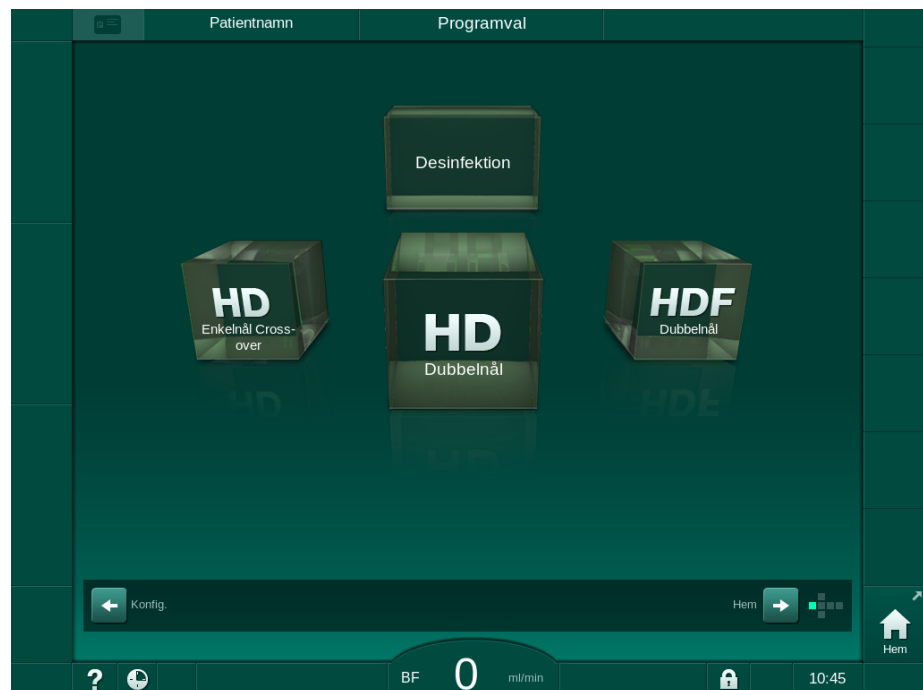 Patientnamn
Programval
Desinfektion
HD
Enkelnål Cross-
over
HD
Dubbelnål
HDF
Dubbelnål
Konfig.
Hem
Hem
?
BF 0 ml/min
10:45